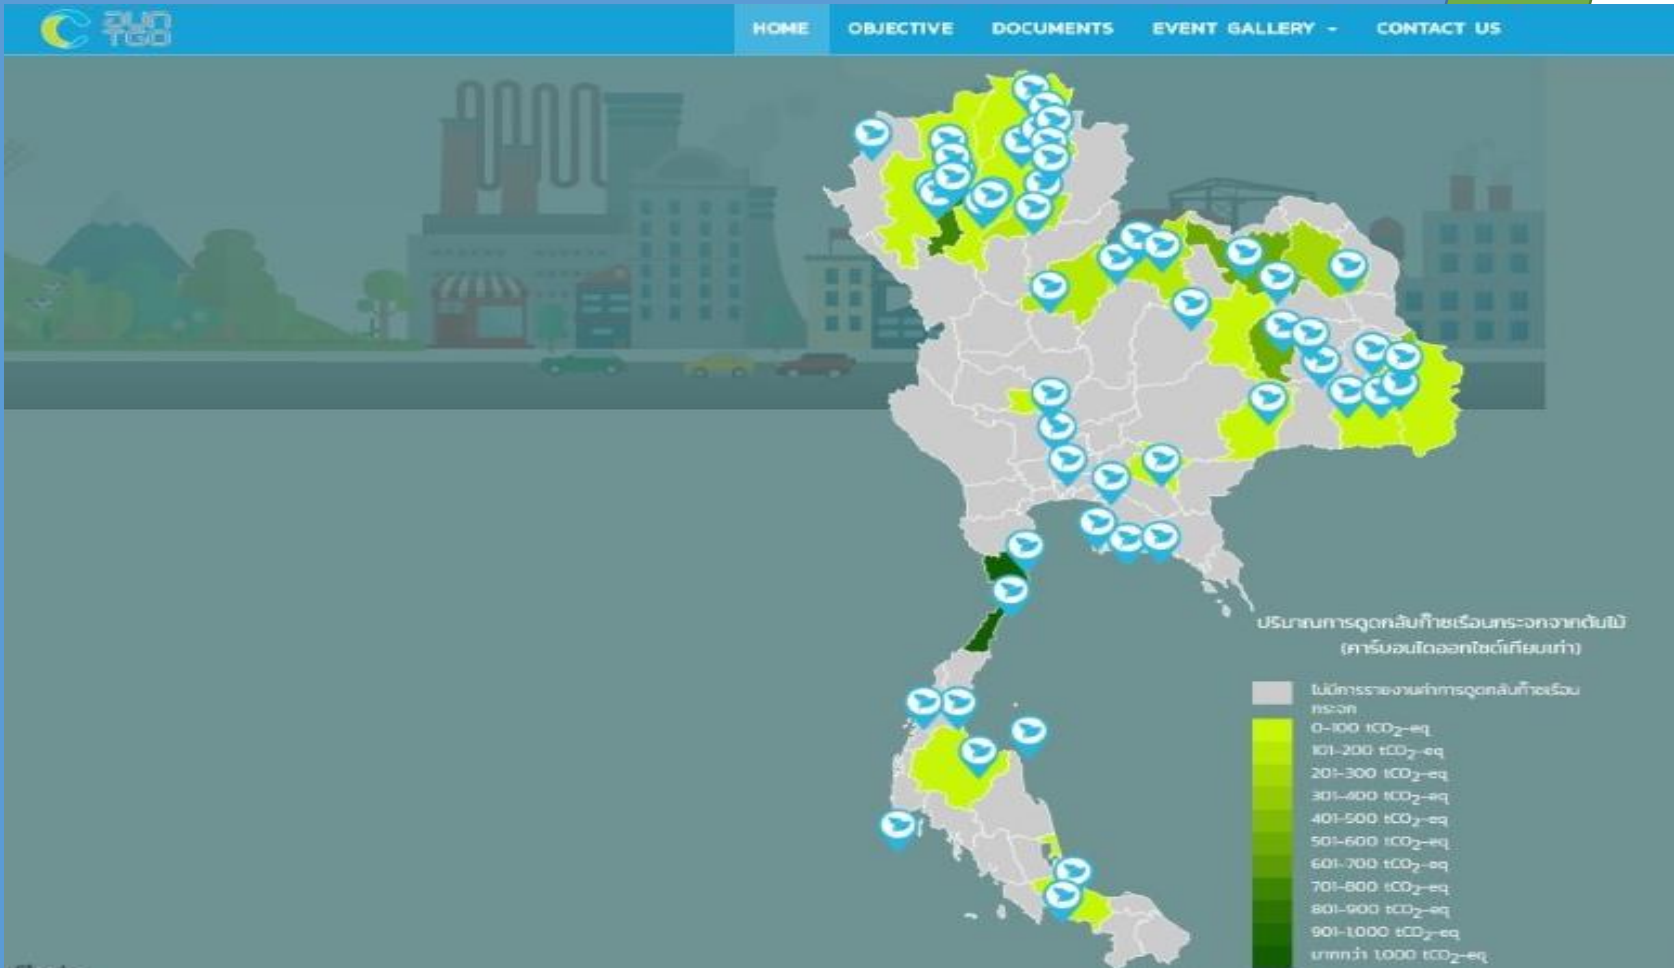 HOME
OBJECTIVE
DOCUMENTS
EVENT GALLERY
CONTACT US
ปริมาณการดูดกลับก๊าซเรือนกระจกจากต้นไม้
(คาร์บอนไดออกไซด์เทียบเท่า)
ไม่มีการรายงานค่าการดูดกลับก๊าซเรือน
กระจก
0-100 tCO2-eq
101-200 tCO2-eq
201-300 tCO2-eq
301-400 tCO2-eq
401-500 tCO2-eq
501-600 tCO2-eq
601-700 tCO2-eq
701-800 tCO2-eq
801-900 tCO2-eq
901-1,000 tCO2-eq
มากกว่า 1,000 tCO2-eq